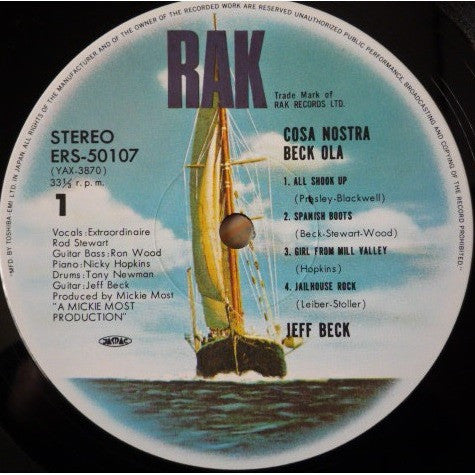 MFD. BY TOSHIBA-EMI LTD. IN JAPAN. ALL RIGHTS OF THE MANUFACTURER AND OF THE OWNER OF THE RECORDED WORK ARE RESERVED UNAUTHORIZED PUBLIC PERFORMANCE, BROADCASTING AND COPYING OF THE RECORD PROHIBITED.
RAK
Trade Mark of
RAK RECORDS LTD.
STEREO
ERS-50107
(YAX-3870)
33⅓ r.p.m.
1
Vocals:Extraordinaire
Rod Stewart
Guitar Bass:Ron Wood
Piano:Nicky Hopkins
Drums:Tony Newman
Guitar:Jeff Beck
Produced by Mickie Most
"A MICKIE MOST
PRODUCTION"
JASRAC
COSA NOSTRA
BECK OLA
1. ALL SHOOK UP
(Presley-Blackwell)
2. SPANISH BOOTS
(Beck-Stewart-Wood)
3. GIRL FROM MILL VALLEY
(Hopkins)
4. JAILHOUSE ROCK
(Leiber-Stoller)
JEFF BECK